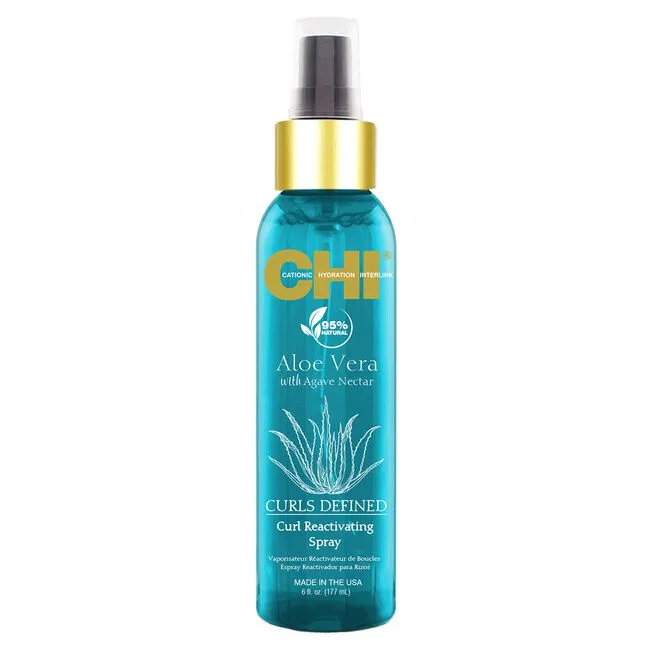 CHI®
CATIONIC HYDRATION INTERLINK
95%
NATURAL
Aloe Vera
with Agave Nectar
CURLS DEFINED
Curl Reactivating
Spray
Vaporisateur Réactivateur de Boucles
Espray Reactivador para Rizos
MADE IN THE USA
6 fl. oz. (177 mL)